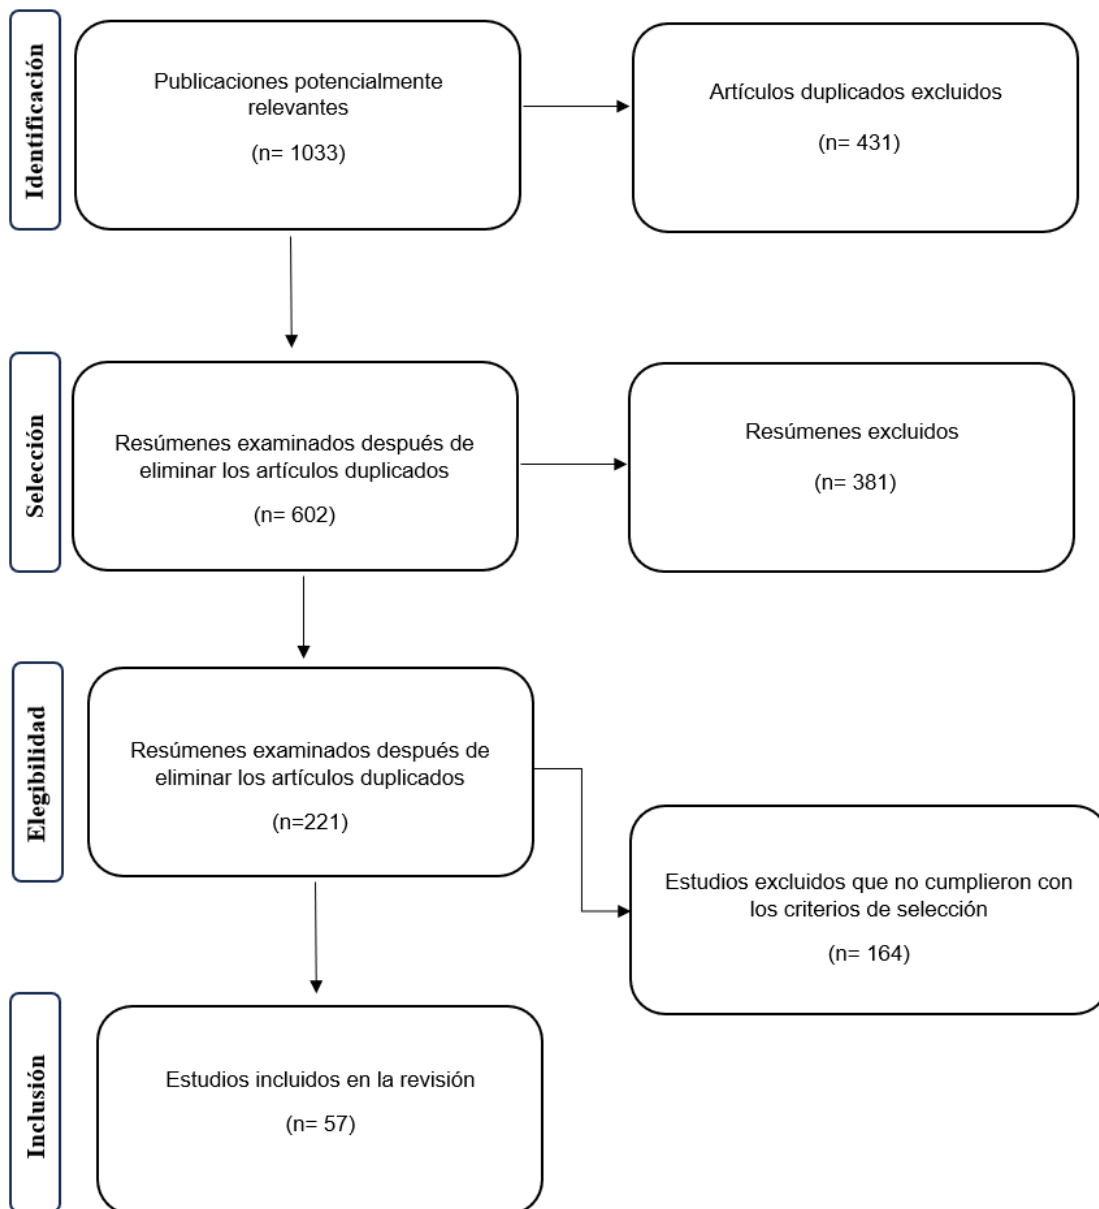 Identificación
Publicaciones potencialmente
relevantes
(n= 1033)
Artículos duplicados excluidos
(n= 431)
Selección
Resúmenes examinados después de
eliminar los artículos duplicados
(n= 602)
Resúmenes excluidos
(n= 381)
Elegibilidad
Resúmenes examinados después de
eliminar los artículos duplicados
(n=221)
Estudios excluidos que no cumplieron con
los criterios de selección
(n= 164)
Inclusión
Estudios incluidos en la revisión
(n= 57)